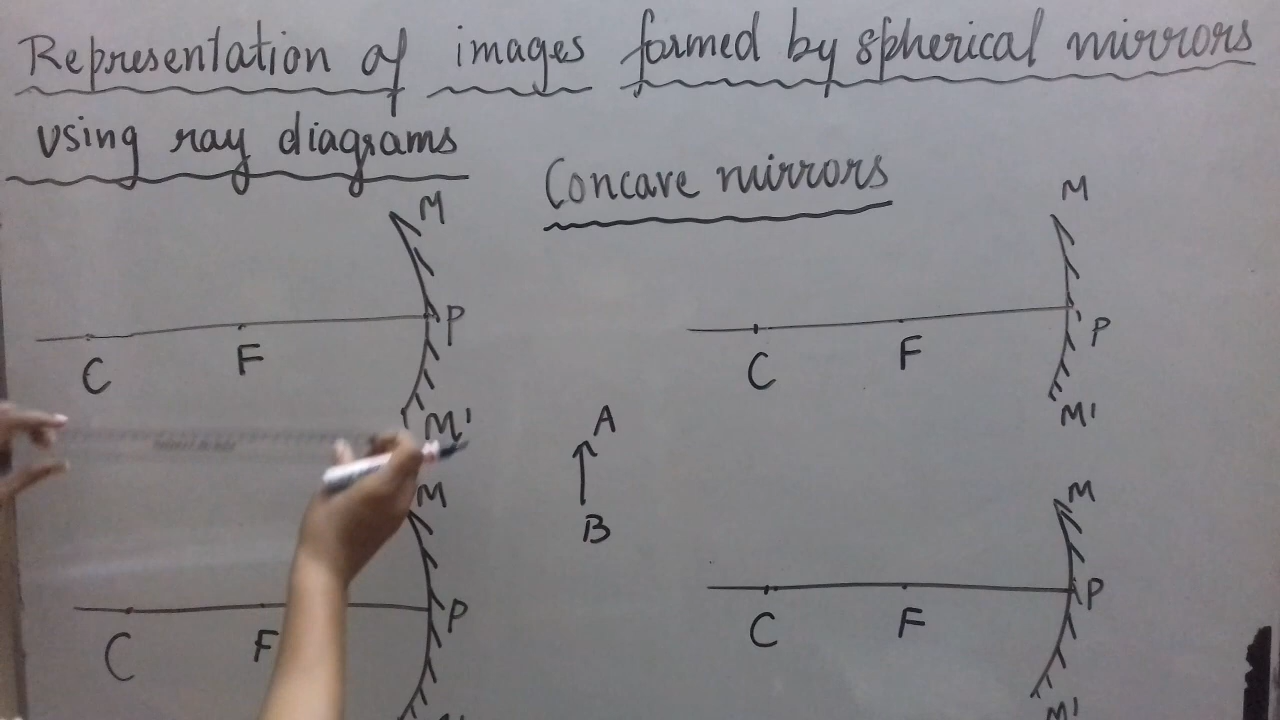 Representation of images formed by spherical mirrors
using ray diagrams
Concave mirrors
M
P
F
C
M'
M
P
F
C
M'
A
B
M
P
F
C
M
P
F
C
M'